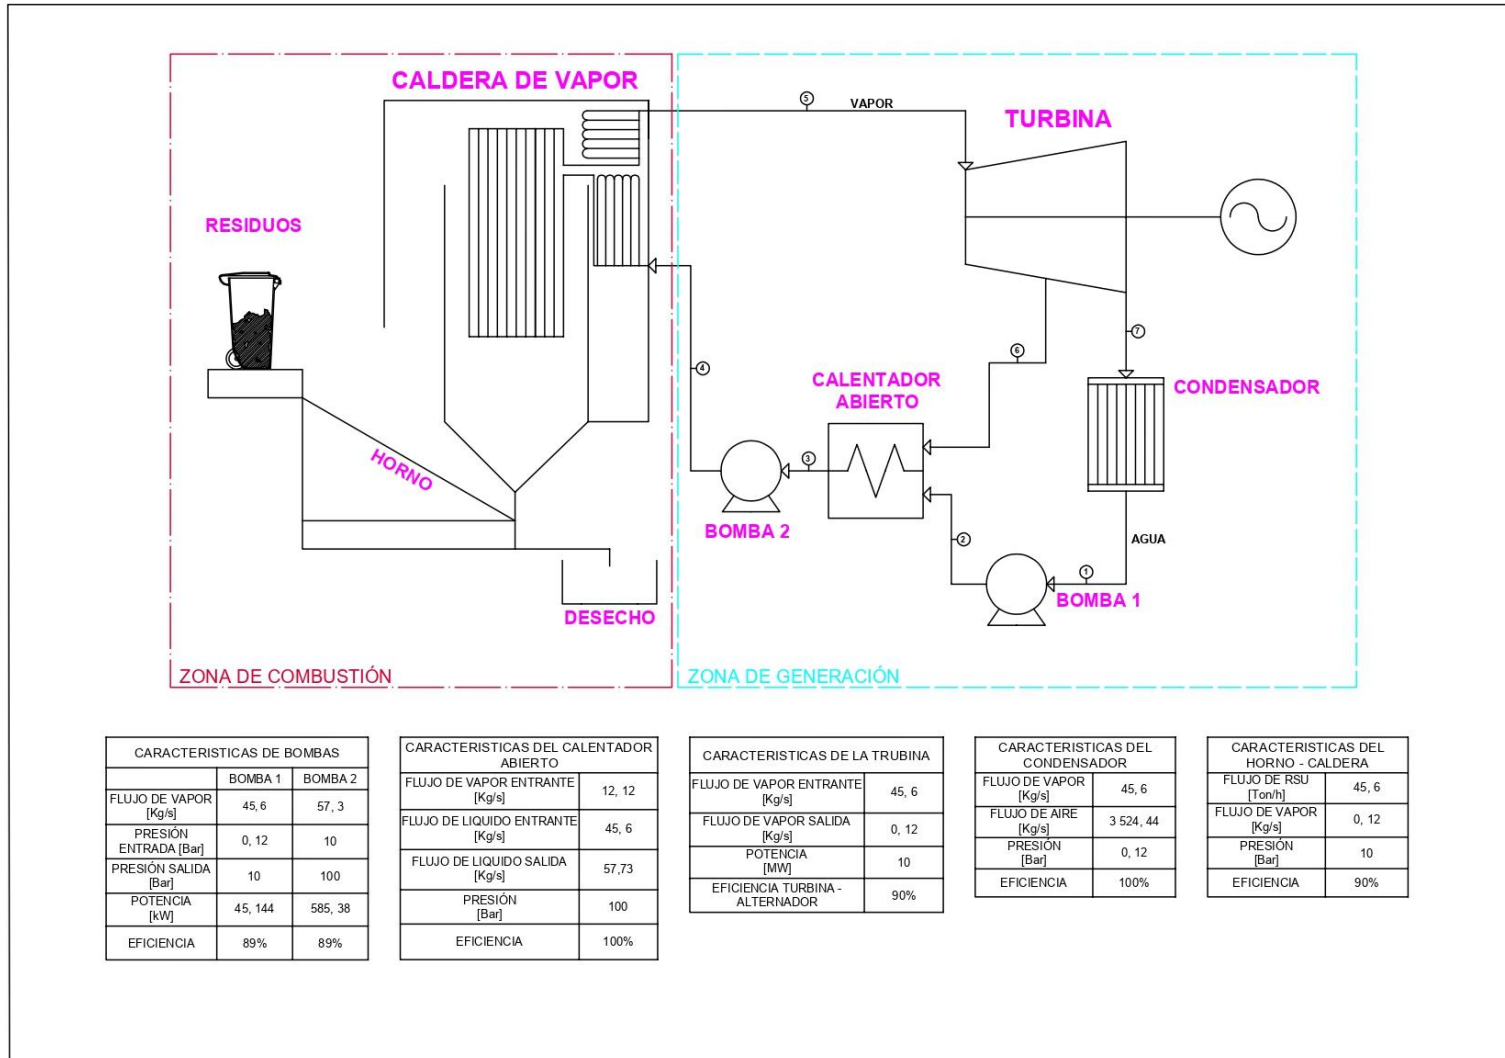 CALDERA DE VAPOR
5
VAPOR
TURBINA
RESIDUOS
7
6
4
CALENTADOR
ABIERTO
CONDENSADOR
HORNO
3
BOMBA 2
2
AGUA
1
BOMBA 1
DESECHO
ZONA DE COMBUSTIÓN
ZONA DE GENERACIÓN
CARACTERISTICAS DE BOMBAS
BOMBA 1 BOMBA 2
FLUJO DE VAPOR
[Kg/s] 45, 6 57, 3
PRESIÓN
ENTRADA [Bar] 0, 12 10
PRESIÓN SALIDA
[Bar] 10 100
POTENCIA
[kW] 45, 144 585, 38
EFICIENCIA 89% 89%
CARACTERISTICAS DEL CALENTADOR
ABIERTO
FLUJO DE VAPOR ENTRANTE
[Kg/s] 12, 12
FLUJO DE LIQUIDO ENTRANTE
[Kg/s] 45, 6
FLUJO DE LIQUIDO SALIDA
[Kg/s] 57,73
PRESIÓN
[Bar] 100
EFICIENCIA 100%
CARACTERISTICAS DE LA TRUBINA
FLUJO DE VAPOR ENTRANTE
[Kg/s] 45, 6
FLUJO DE VAPOR SALIDA
[Kg/s] 0, 12
POTENCIA
[MW] 10
EFICIENCIA TURBINA -
ALTERNADOR 90%
CARACTERISTICAS DEL
CONDENSADOR
FLUJO DE VAPOR
[Kg/s] 45, 6
FLUJO DE AIRE
[Kg/s] 3 524, 44
PRESIÓN
[Bar] 0, 12
EFICIENCIA 100%
CARACTERISTICAS DEL
HORNO - CALDERA
FLUJO DE RSU
[Ton/h] 45, 6
FLUJO DE VAPOR
[Kg/s] 0, 12
PRESIÓN
[Bar] 10
EFICIENCIA 90%